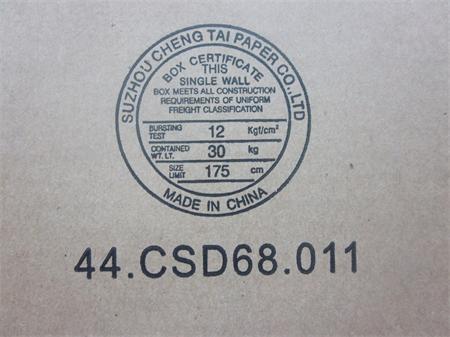 SUZHOU CHENG TAI PAPER CO.,LTD
BOX CERTIFICATE
THIS
SINGLE WALL
BOX MEETS ALL CONSTRUCTION
REQUIREMENTS OF UNIFORM
FREIGHT CLASSIFICATION
BURSTING TEST 12 Kgf/cm²
CONTAINED WT. LT. 30 kg
SIZE LIMIT 175 cm
MADE IN CHINA
44.CSD68.011